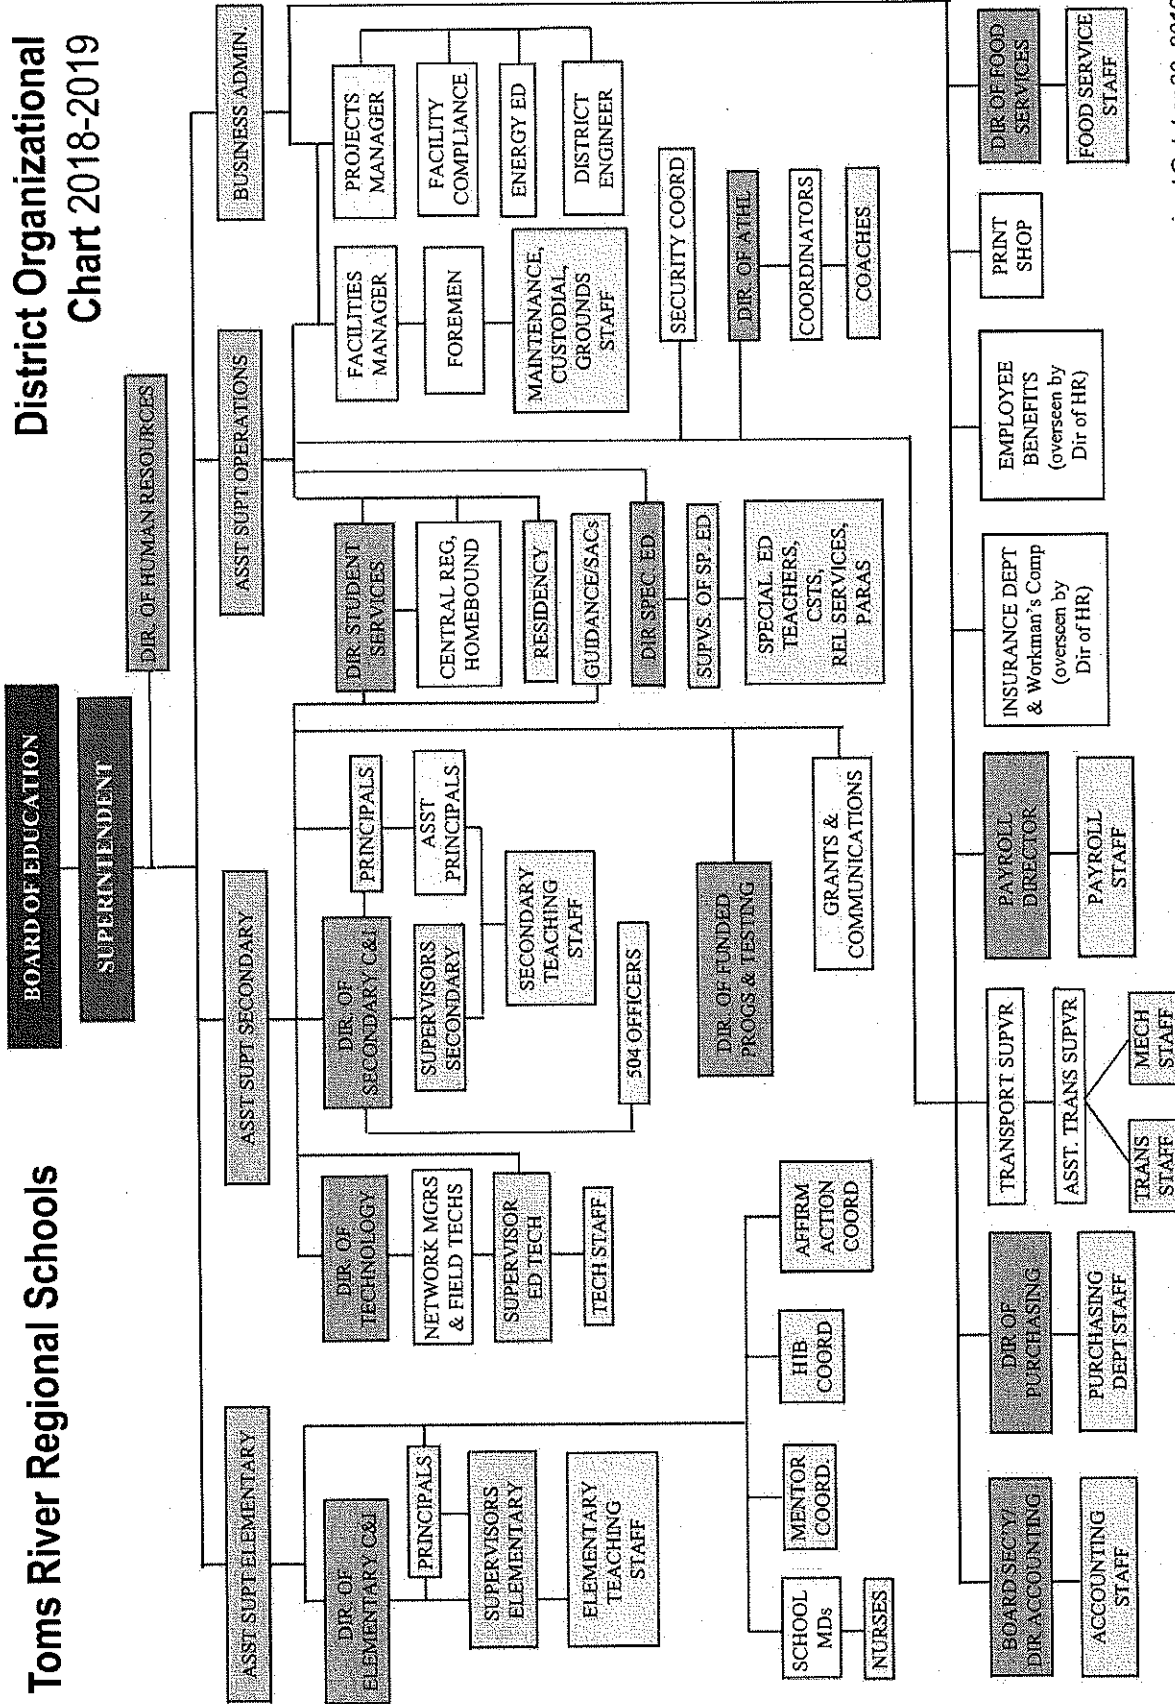 Toms River Regional Schools
District Organizational
Chart 2018-2019
BOARD OF EDUCATION
SUPERINTENDENT
DIR. OF HUMAN RESOURCES
ASST SUPT ELEMENTARY
ASST SUPT SECONDARY
ASST SUPT OPERATIONS
BUSINESS ADMIN.
DIR. OF
ELEMENTARY C&I
PRINCIPALS
SUPERVISORS
ELEMENTARY
ELEMENTARY
TEACHING
STAFF
SCHOOL
MDs
NURSES
MENTOR
COORD.
HIB
COORD
AFFIRM
ACTION
COORD
DIR. OF
TECHNOLOGY
NETWORK MGRS
& FIELD TECHS
SUPERVISOR
ED TECH
TECH STAFF
DIR. OF
SECONDARY C&I
SUPERVISORS
SECONDARY
PRINCIPALS
ASST
PRINCIPALS
SECONDARY
TEACHING
STAFF
504 OFFICERS
DIR. OF FUNDED
PROGS & TESTING
GRANTS &
COMMUNICATIONS
DIR. STUDENT
SERVICES
CENTRAL REG,
HOMEBOUND
RESIDENCY
GUIDANCE/SACs
DIR SPEC. ED
SUPVS. OF SP. ED
SPECIAL ED
TEACHERS,
CSTS,
REL SERVICES,
PARAS
FACILITIES
MANAGER
FOREMEN
MAINTENANCE,
CUSTODIAL,
GROUNDS
STAFF
PROJECTS
MANAGER
FACILITY
COMPLIANCE
ENERGY ED
DISTRICT
ENGINEER
SECURITY COORD
DIR. OF ATHL
COORDINATORS
COACHES
BOARD SECY/
DIR ACCOUNTING
ACCOUNTING
STAFF
DIR OF
PURCHASING
PURCHASING
DEPT STAFF
TRANSPORT SUPVR
ASST. TRANS SUPVR
TRANS
STAFF
MECH
STAFF
PAYROLL
DIRECTOR
PAYROLL
STAFF
INSURANCE DEPT
& Workman's Comp
(overseen by
Dir of HR)
EMPLOYEE
BENEFITS
(overseen by
Dir of HR)
PRINT
SHOP
DIR OF FOOD
SERVICES
FOOD SERVICE
STAFF